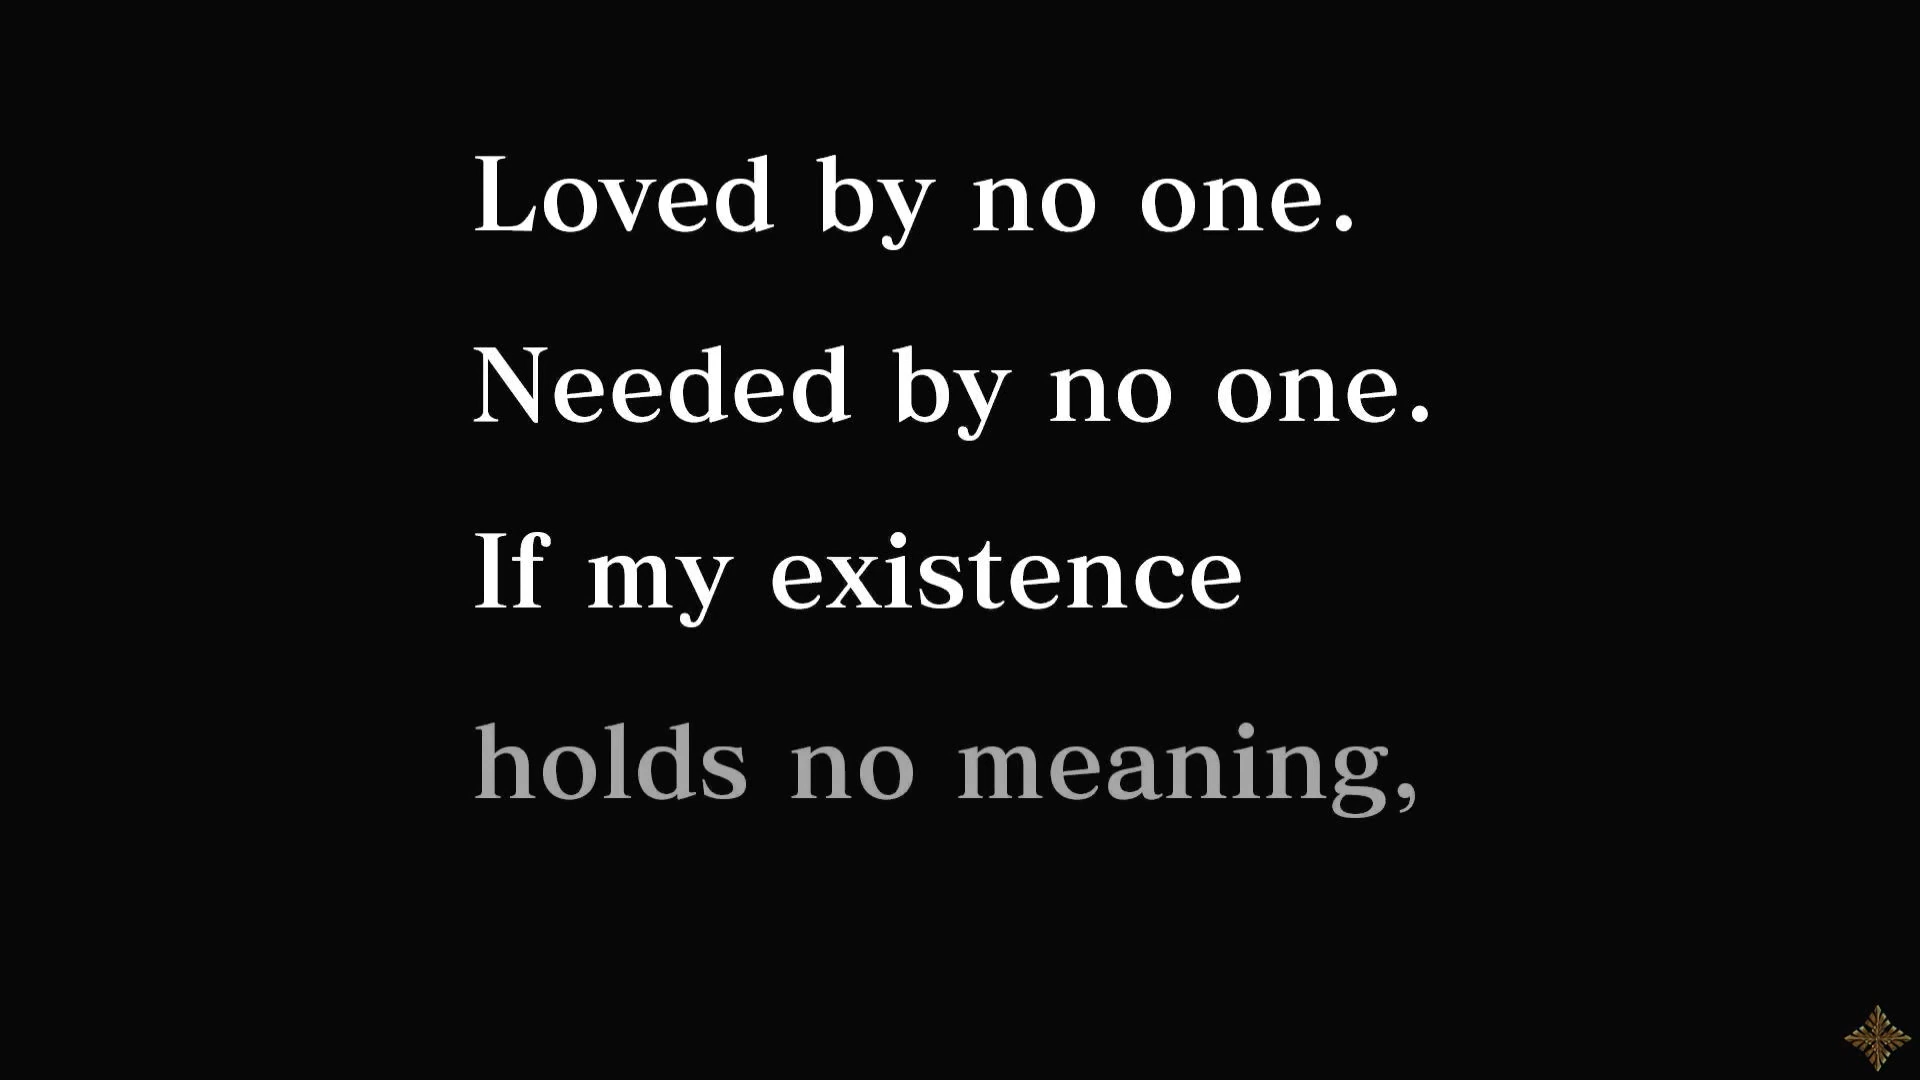 Loved by no one.
Needed by no one.
If my existence
holds no meaning,